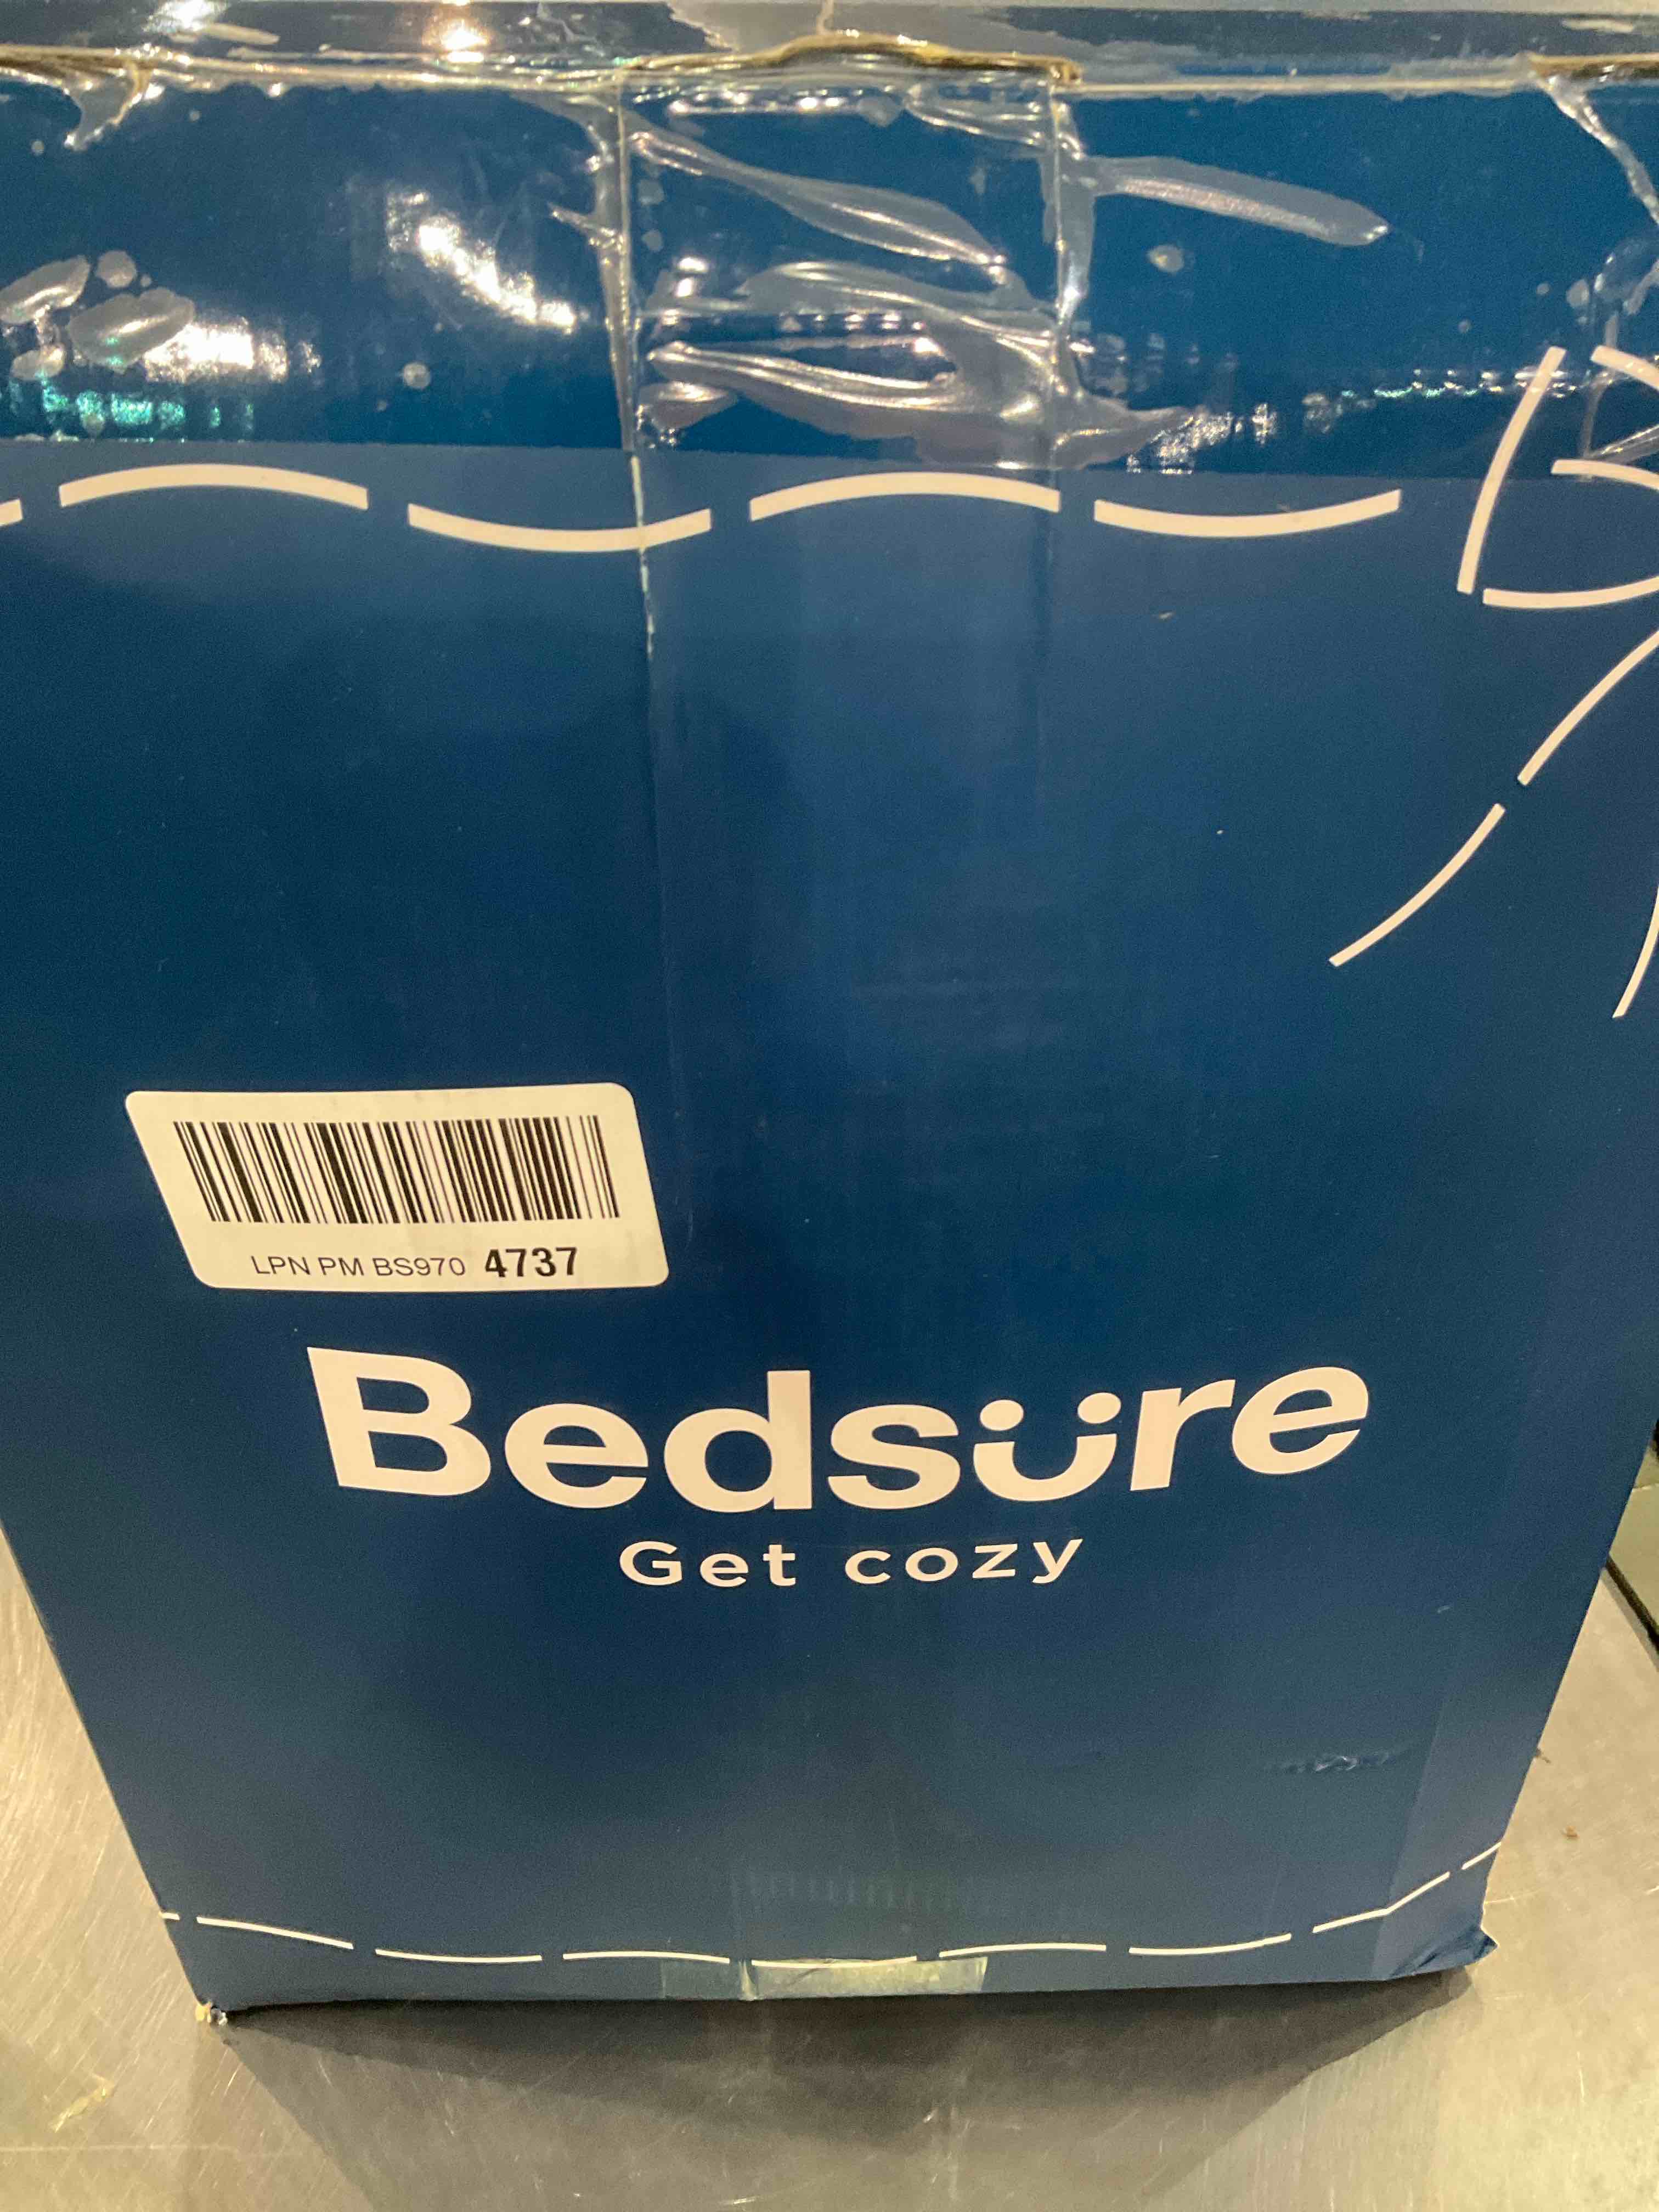 LPN PM BS970 4737
Bedsure
Get cozy